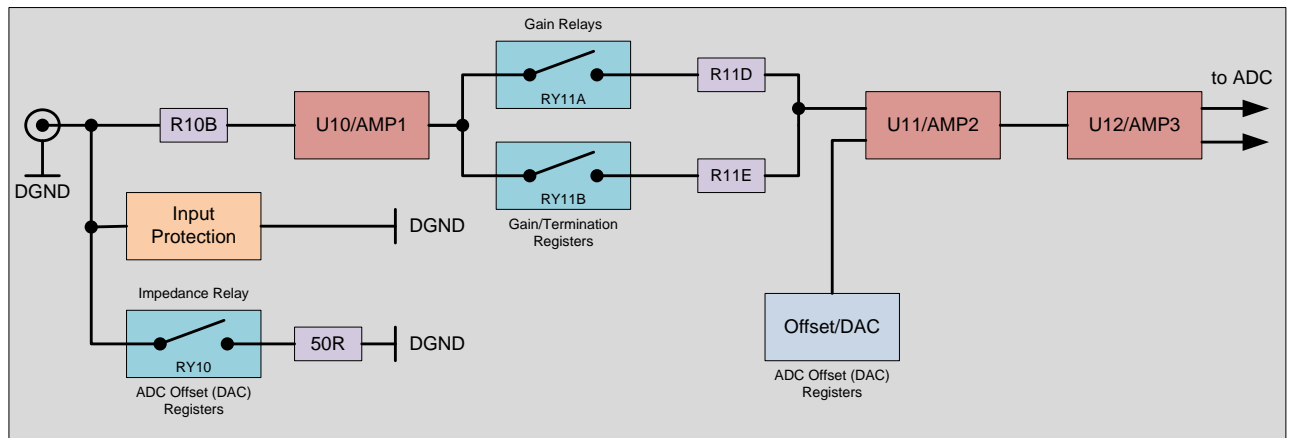 Gain Relays
RY11A
R11D
to ADC
R10B
U10/AMP1
U11/AMP2
U12/AMP3
DGND
RY11B
R11E
Gain/Termination
Registers
Input
Protection
DGND
Impedance Relay
RY10
50R
DGND
ADC Offset (DAC)
Registers
Offset/DAC
ADC Offset (DAC)
Registers